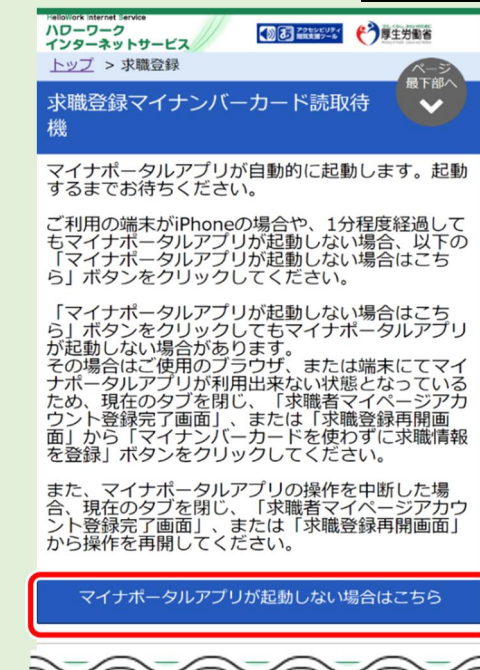 HelloWork Internet Service
ハローワーク
インターネットサービス
アクセシビリティ
閲覧支援ツール
厚生労働省
トップ > 求職登録
ページ
最下部へ
求職登録マイナンバーカード読取待
機
マイナポータルアプリが自動的に起動します。起動
するまでお待ちください。
ご利用の端末がiPhoneの場合や、1分程度経過して
もマイナポータルアプリが起動しない場合、以下の
「マイナポータルアプリが起動しない場合はこち
ら」ボタンをクリックしてください。
「マイナポータルアプリが起動しない場合はこち
ら」ボタンをクリックしてもマイナポータルアプリ
が起動しない場合があります。
その場合はご使用のブラウザ、または端末にてマイ
ナポータルアプリが利用出来ない状態となっている
ため、現在のタブを閉じ、「求職者マイページアカ
ウント登録完了画面」、または「求職登録再開画
面」から「マイナンバーカードを使わずに求職情報
を登録」ボタンをクリックしてください。
また、マイナポータルアプリの操作を中断した場
合、現在のタブを閉じ、「求職者マイページアカウ
ント登録完了画面」、または「求職登録再開画面」
から操作を再開してください。
マイナポータルアプリが起動しない場合はこちら